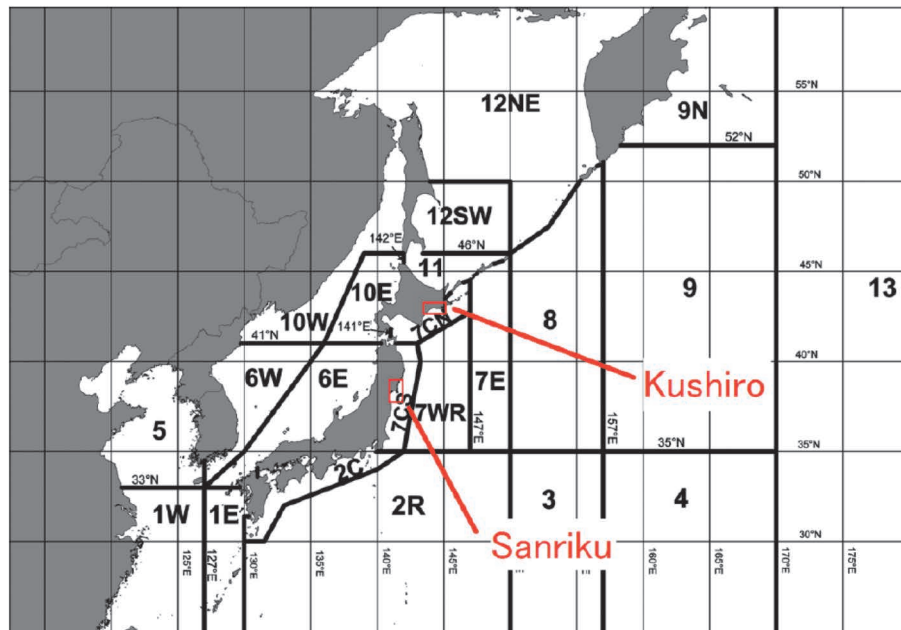 55°N
12NE
9N
52°N
50°N
12SW
142°E
46°N
11
45°N
10E
9
13
10W
141°E
7CN
8
41°N
40°N
6W
6E
7E
Kushiro
7CS
7WR
5
147°E
157°E
35°N
35°N
2C
33°N
1W
1E
2R
3
4
Sanriku
30°N
125°E
127°E
130°E
135°E
140°E
145°E
160°E
165°E
170°E
175°E